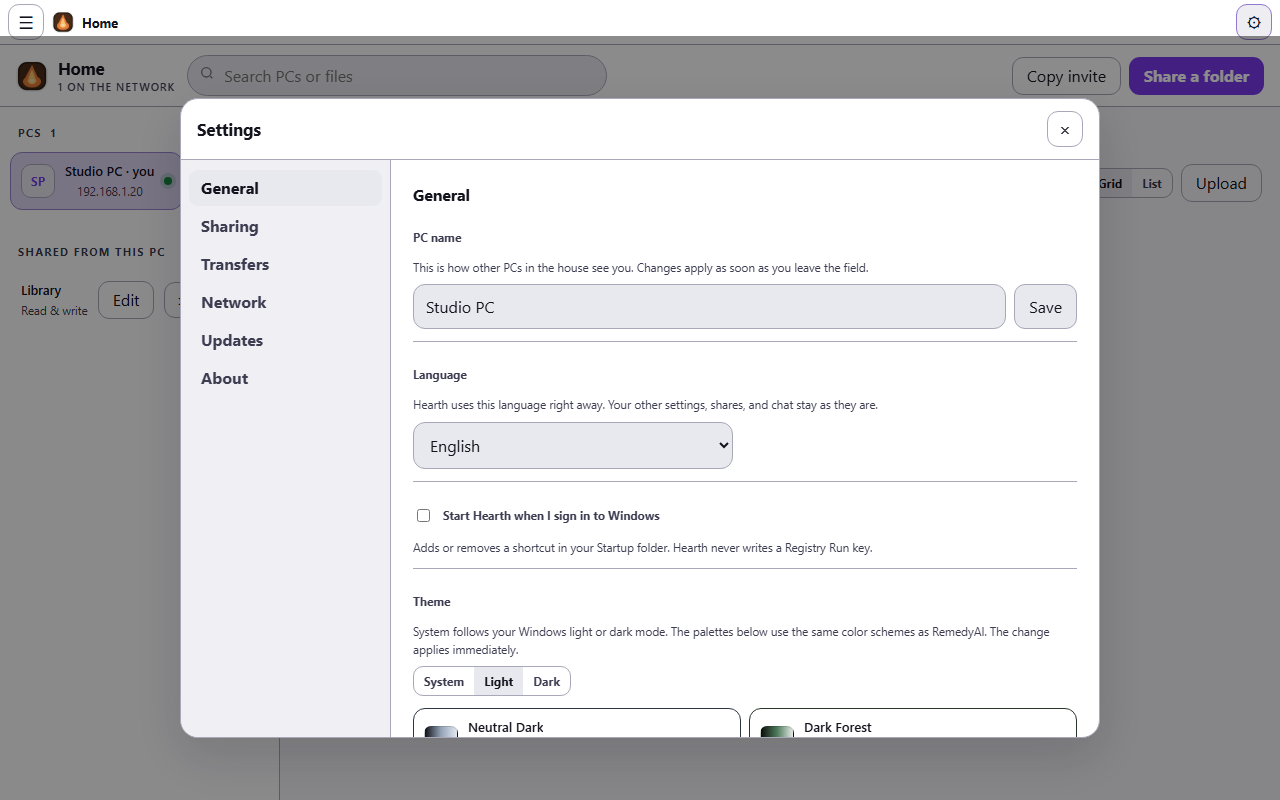 Home
Home
1 ON THE NETWORK
Search PCs or files
Copy invite
Share a folder
PCS 1
SP
Studio PC · you
192.168.1.20
Grid
List
Upload
SHARED FROM THIS PC
Library
Read & write
Edit
Settings
×
General
Sharing
Transfers
Network
Updates
About
General
PC name
This is how other PCs in the house see you. Changes apply as soon as you leave the field.
Studio PC
Save
Language
Hearth uses this language right away. Your other settings, shares, and chat stay as they are.
English
Start Hearth when I sign in to Windows
Adds or removes a shortcut in your Startup folder. Hearth never writes a Registry Run key.
Theme
System follows your Windows light or dark mode. The palettes below use the same color schemes as RemedyAI. The change
applies immediately.
System
Light
Dark
Neutral Dark
Dark Forest